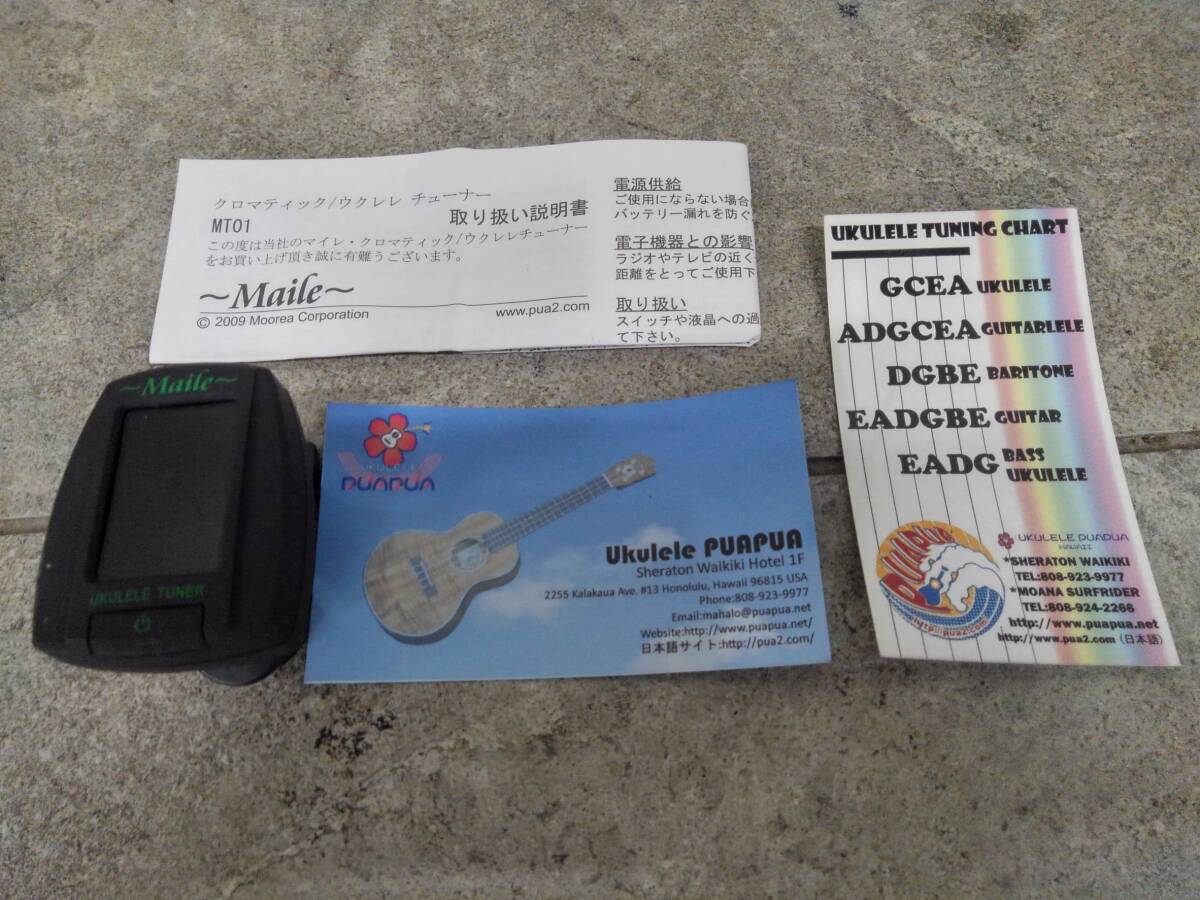 クロマティック/ウクレレ チューナー
MT01
取り扱い説明書
この度は当社のマイレ・クロマティック/ウクレレチューナー
をお買い上げ頂き誠に有難うございます。
～Maile～
© 2009 Moorea Corporation
www.pua2.com
電源供給
ご使用にならない場合
バッテリー漏れを防ぐ
電子機器との影響
ラジオやテレビの近く
距離をとってご使用下
取り扱い
スイッチや液晶への過
て下さい。
～Maile～
UKULELE TUNER
UKULELE
PUAPUA
Ukulele PUAPUA
Sheraton Waikiki Hotel 1F
2255 Kalakaua Ave. #13 Honolulu, Hawaii 96815 USA
Phone:808-923-9977
Email:mahalo@puapua.net
Website:http://www.puapua.net/
日本語サイト:http://pua2.com/
UKULELE TUNING CHART
GCEA UKULELE
ADGCEA GUITARLELE
DGBE BARITONE
EADGBE GUITAR
EADG BASS UKULELE
PUAPUA
UKULELE PUAPUA
HAWAII
*SHERATON WAIKIKI
TEL:808-923-9977
*MOANA SURFRIDER
TEL:808-924-2266
http://www.puapua.net
http://www.pua2.com (日本語)